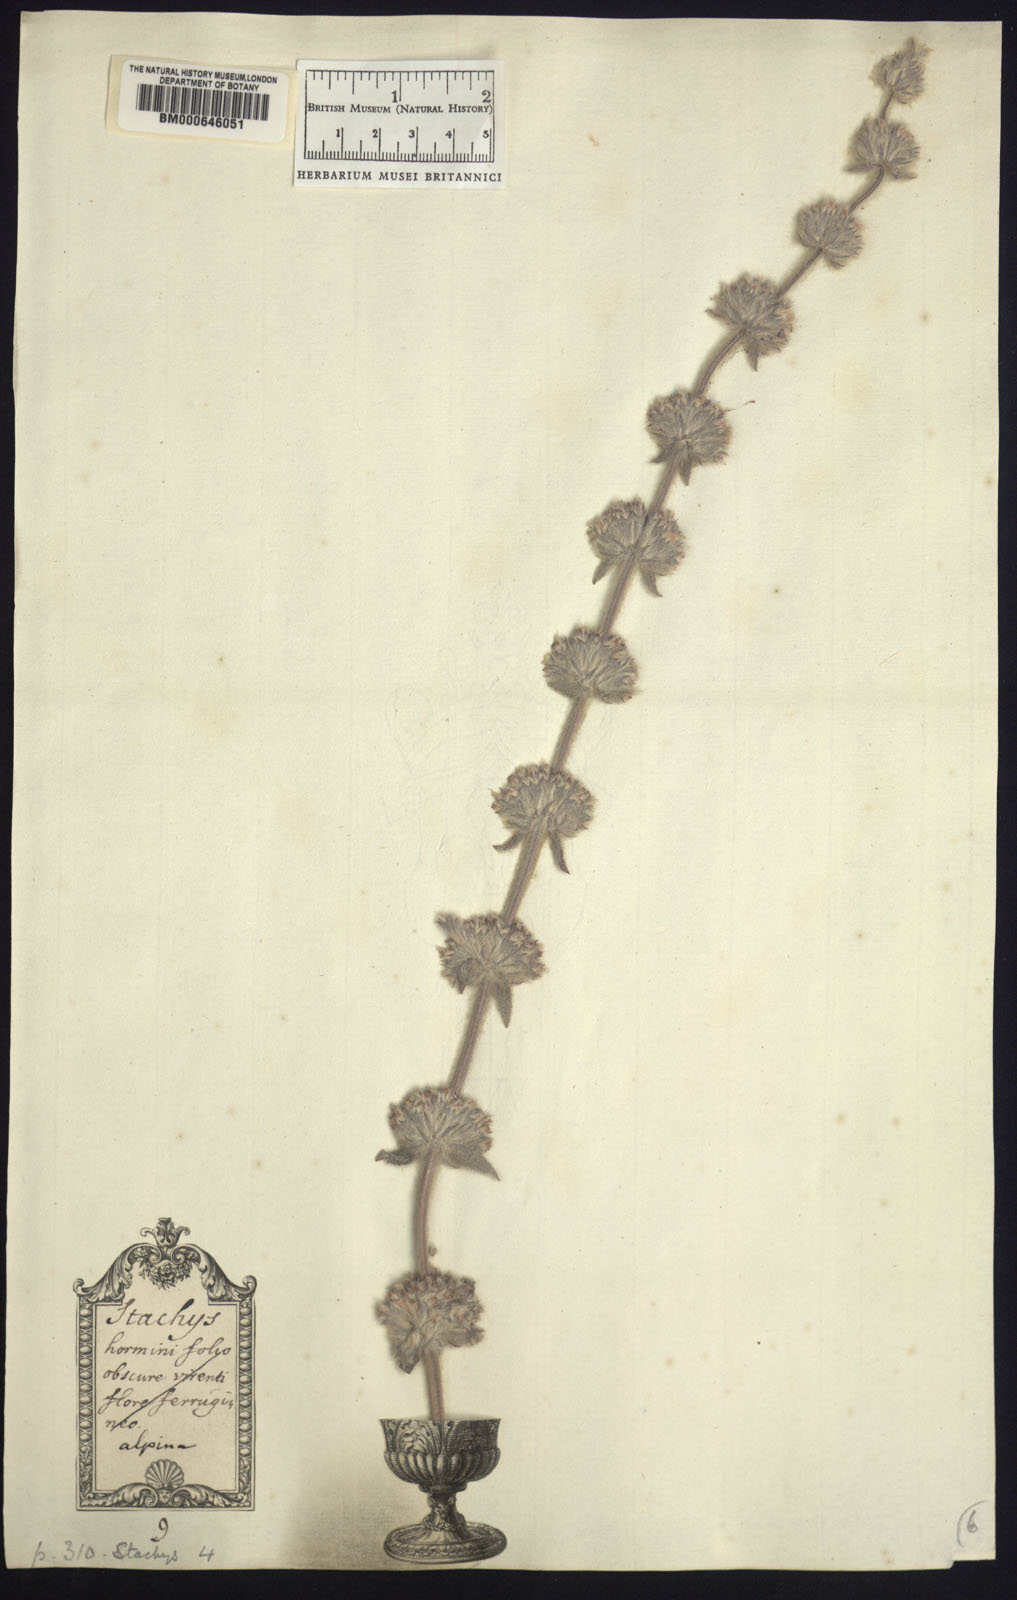 THE NATURAL HISTORY MUSEUM, LONDON
DEPARTMENT OF BOTANY
BM000646051
1 2
BRITISH MUSEUM (NATURAL HISTORY)
1 2 3 4 5
HERBARIUM MUSEI BRITANNICI
Stachys
hormini folyo
obscure virenti
flore ferrugi,
neo.
alpina
9
p. 310 - Stachys 4
(6